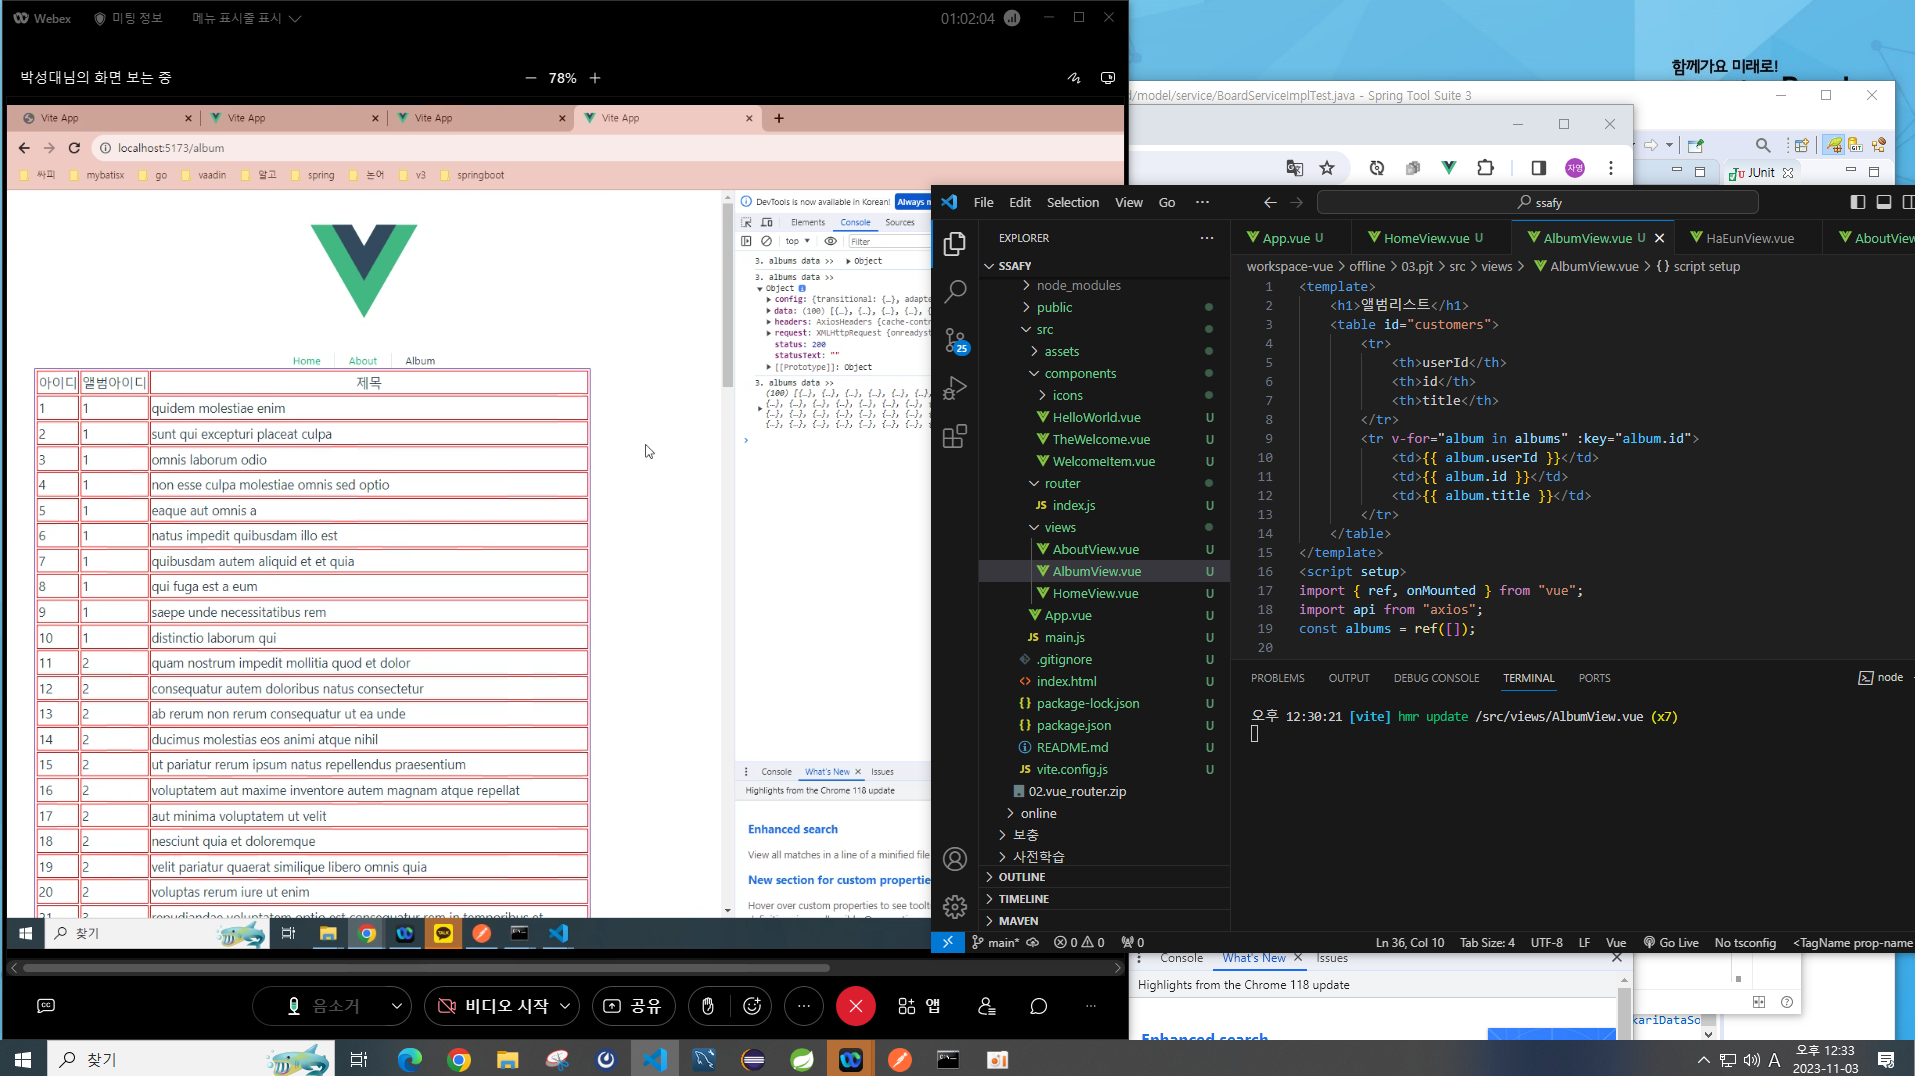 Webex 미팅 정보 메뉴 표시줄 표시 01:02:04
박성대님의 화면 보는 중 78%
Vite App Vite App Vite App Vite App
localhost:5173/album
싸피 mybatisx go vaadin 알고 spring 논어 v3 springboot
Home About Album
아이디 앨범아이디 제목
1 1 quidem molestiae enim
2 1 sunt qui excepturi placeat culpa
3 1 omnis laborum odio
4 1 non esse culpa molestiae omnis sed optio
5 1 eaque aut omnis a
6 1 natus impedit quibusdam illo est
7 1 quibusdam autem aliquid et et quia
8 1 qui fuga est a eum
9 1 saepe unde necessitatibus rem
10 1 distinctio laborum qui
11 2 quam nostrum impedit mollitia quod et dolor
12 2 consequatur autem doloribus natus consectetur
13 2 ab rerum non rerum consequatur ut ea unde
14 2 ducimus molestias eos animi atque nihil
15 2 ut pariatur rerum ipsum natus repellendus praesentium
16 2 voluptatem aut maxime inventore autem magnam atque repellat
17 2 aut minima voluptatem ut velit
18 2 nesciunt quia et doloremque
19 2 velit pariatur quaerat similique libero omnis quia
20 2 voluptas rerum iure ut enim
21 3 repudiandae voluptatem optio est consequatur rem in temporibus et
DevTools is now available in Korean! Always m
Elements Console Sources
top Filter
3. albums data >> Object
3. albums data >>
Object
config: {transitional: {…}, adapte
data: (100) [{…}, {…}, {…}, {…},
headers: AxiosHeaders {cache-contr
request: XMLHttpRequest {onreadyst
status: 200
statusText: ""
[[Prototype]]: Object
3. albums data >>
(100) [{…}, {…}, {…}, {…}, {…},
{…}, {…}, {…}, {…}, {…}, {…}, {…},
{…}, {…}, {…}, {…}, {…}, {…}, {…},
{…}, {…}, {…}, {…}, {…}, {…}, {…},
Console What's New Issues
Highlights from the Chrome 118 update
Enhanced search
View all matches in a line of a minified file
New section for custom propertie
Hover over custom properties to see toolt
찾기
음소거 비디오 시작 공유 앱
함께가요 미래로!
d/model/service/BoardServiceImplTest.java - Spring Tool Suite 3
자영
JUnit
File Edit Selection View Go ssafy
EXPLORER
SSAFY
node_modules
public
src
assets
components
icons
HelloWorld.vue U
TheWelcome.vue U
WelcomeItem.vue U
router
JS index.js U
views
AboutView.vue U
AlbumView.vue U
HomeView.vue U
App.vue U
JS main.js U
.gitignore U
index.html U
package-lock.json U
package.json U
README.md U
JS vite.config.js U
02.vue_router.zip
online
보충
사전학습
OUTLINE
TIMELINE
MAVEN
25
App.vue U HomeView.vue U AlbumView.vue U HaEunView.vue AboutView
workspace-vue > offline > 03.pjt > src > views > AlbumView.vue > {} script setup
1 <template>
2 <h1>앨범리스트</h1>
3 <table id="customers">
4 <tr>
5 <th>userId</th>
6 <th>id</th>
7 <th>title</th>
8 </tr>
9 <tr v-for="album in albums" :key="album.id">
10 <td>{{ album.userId }}</td>
11 <td>{{ album.id }}</td>
12 <td>{{ album.title }}</td>
13 </tr>
14 </table>
15 </template>
16 <script setup>
17 import { ref, onMounted } from "vue";
18 import api from "axios";
19 const albums = ref([]);
20
PROBLEMS OUTPUT DEBUG CONSOLE TERMINAL PORTS node
오후 12:30:21 [vite] hmr update /src/views/AlbumView.vue (x7)
main* 0 0 0 Ln 36, Col 10 Tab Size: 4 UTF-8 LF Vue Go Live No tsconfig <TagName prop-name
Console What's New Issues
Highlights from the Chrome 118 update
Enhanced search
kariDataSo
찾기
A 오후 12:33
2023-11-03